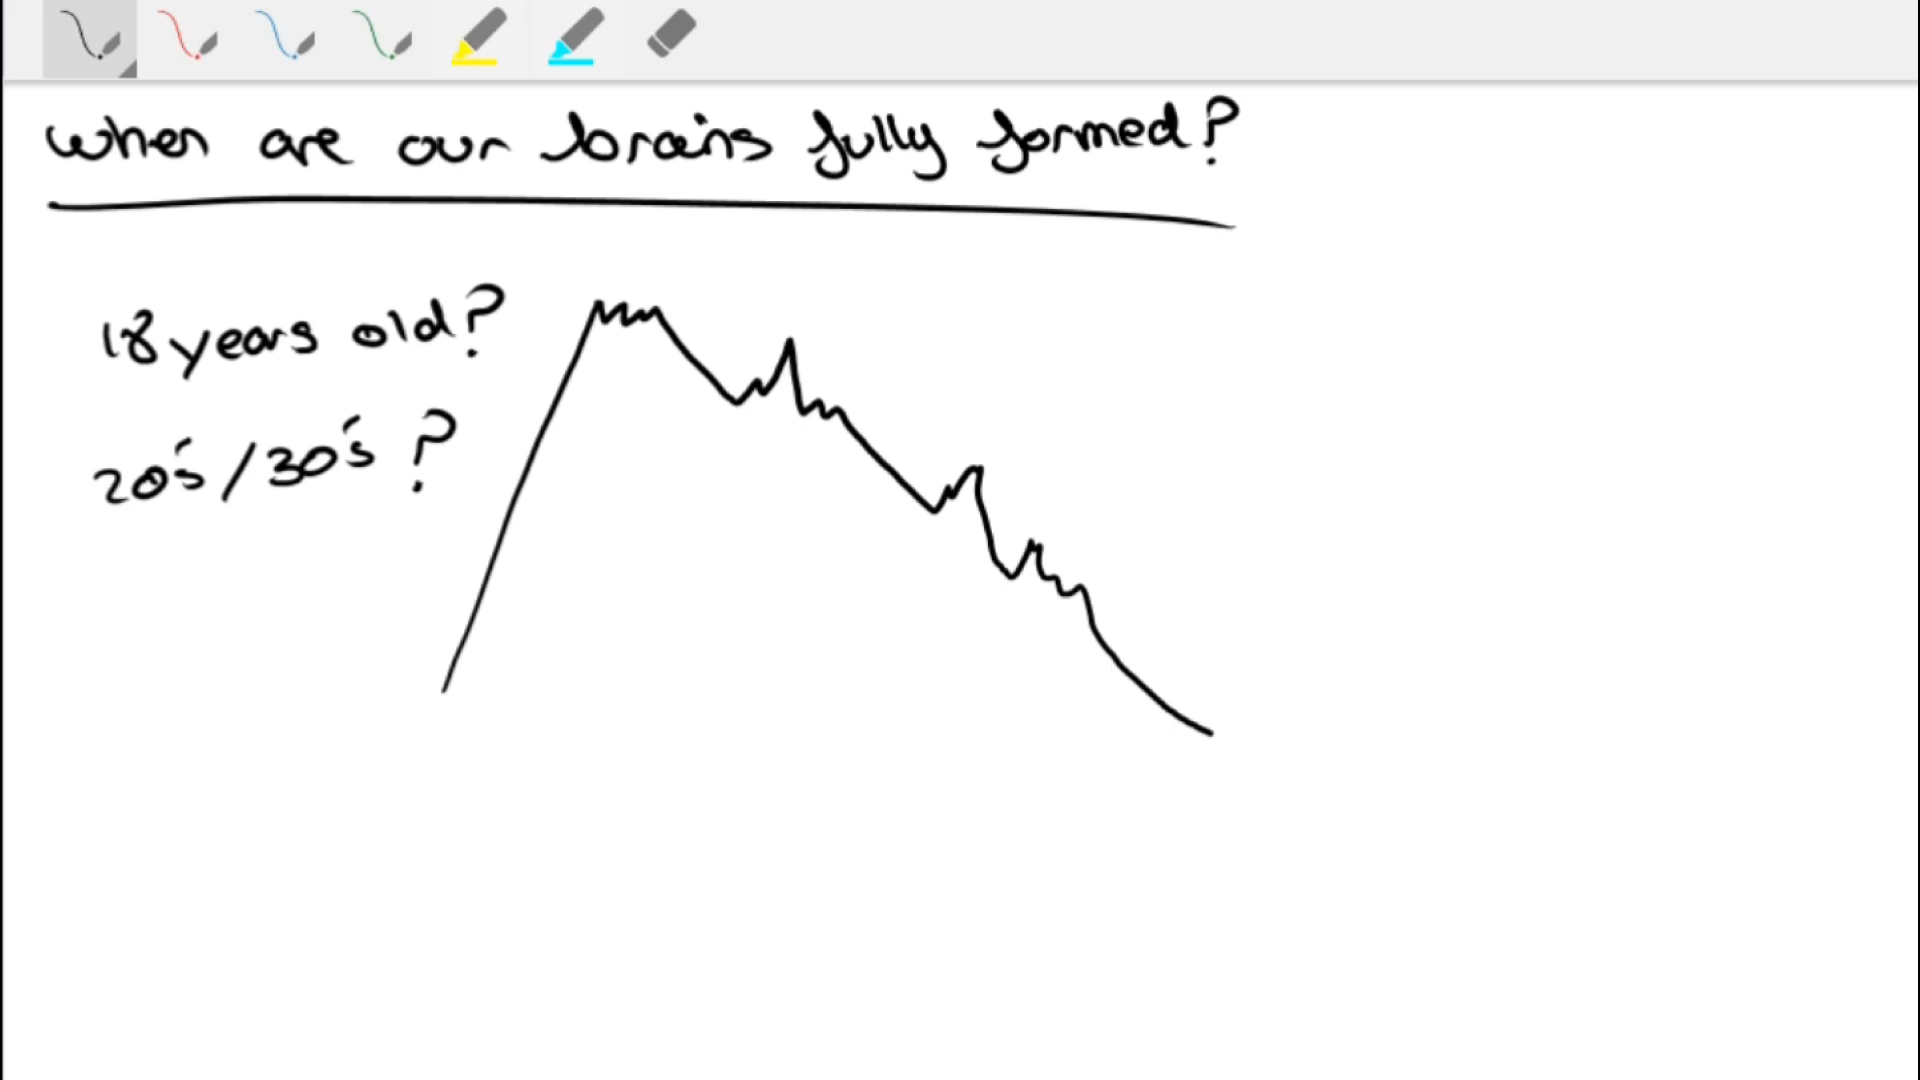 when are our brains fully formed?
18 years old?
20's/30's?